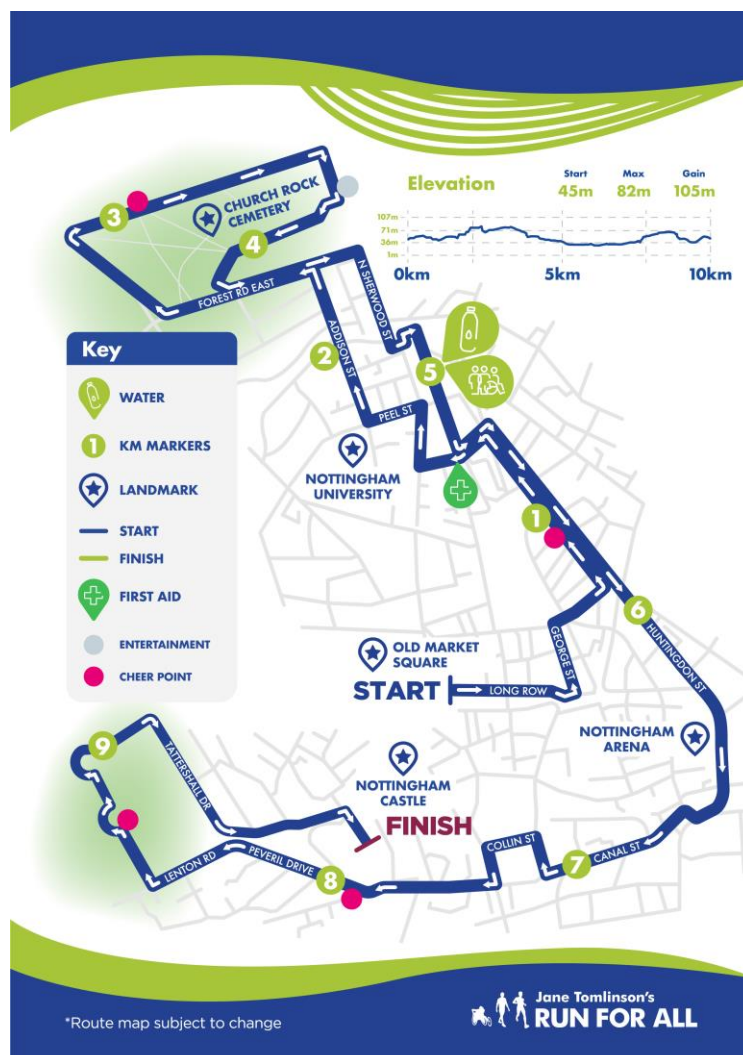 Elevation
Start
45m
Max
82m
Gain
105m
107m
71m
36m
1m
0km
5km
10km
3
CHURCH ROCK
CEMETERY
4
FOREST RD EAST
N SHERWOOD ST
ADDISON ST
2
5
PEEL ST
NOTTINGHAM
UNIVERSITY
1
Key
WATER
1
KM MARKERS
LANDMARK
START
FINISH
FIRST AID
ENTERTAINMENT
CHEER POINT
6
HUNTINGDON ST
GEORGE ST
OLD MARKET
SQUARE
START
LONG ROW
NOTTINGHAM
ARENA
9
TATTERSHALL DR
NOTTINGHAM
CASTLE
FINISH
COLLIN ST
7
CANAL ST
LENTON RD
PEVERIL DRIVE
8
*Route map subject to change
Jane Tomlinson's
RUN FOR ALL